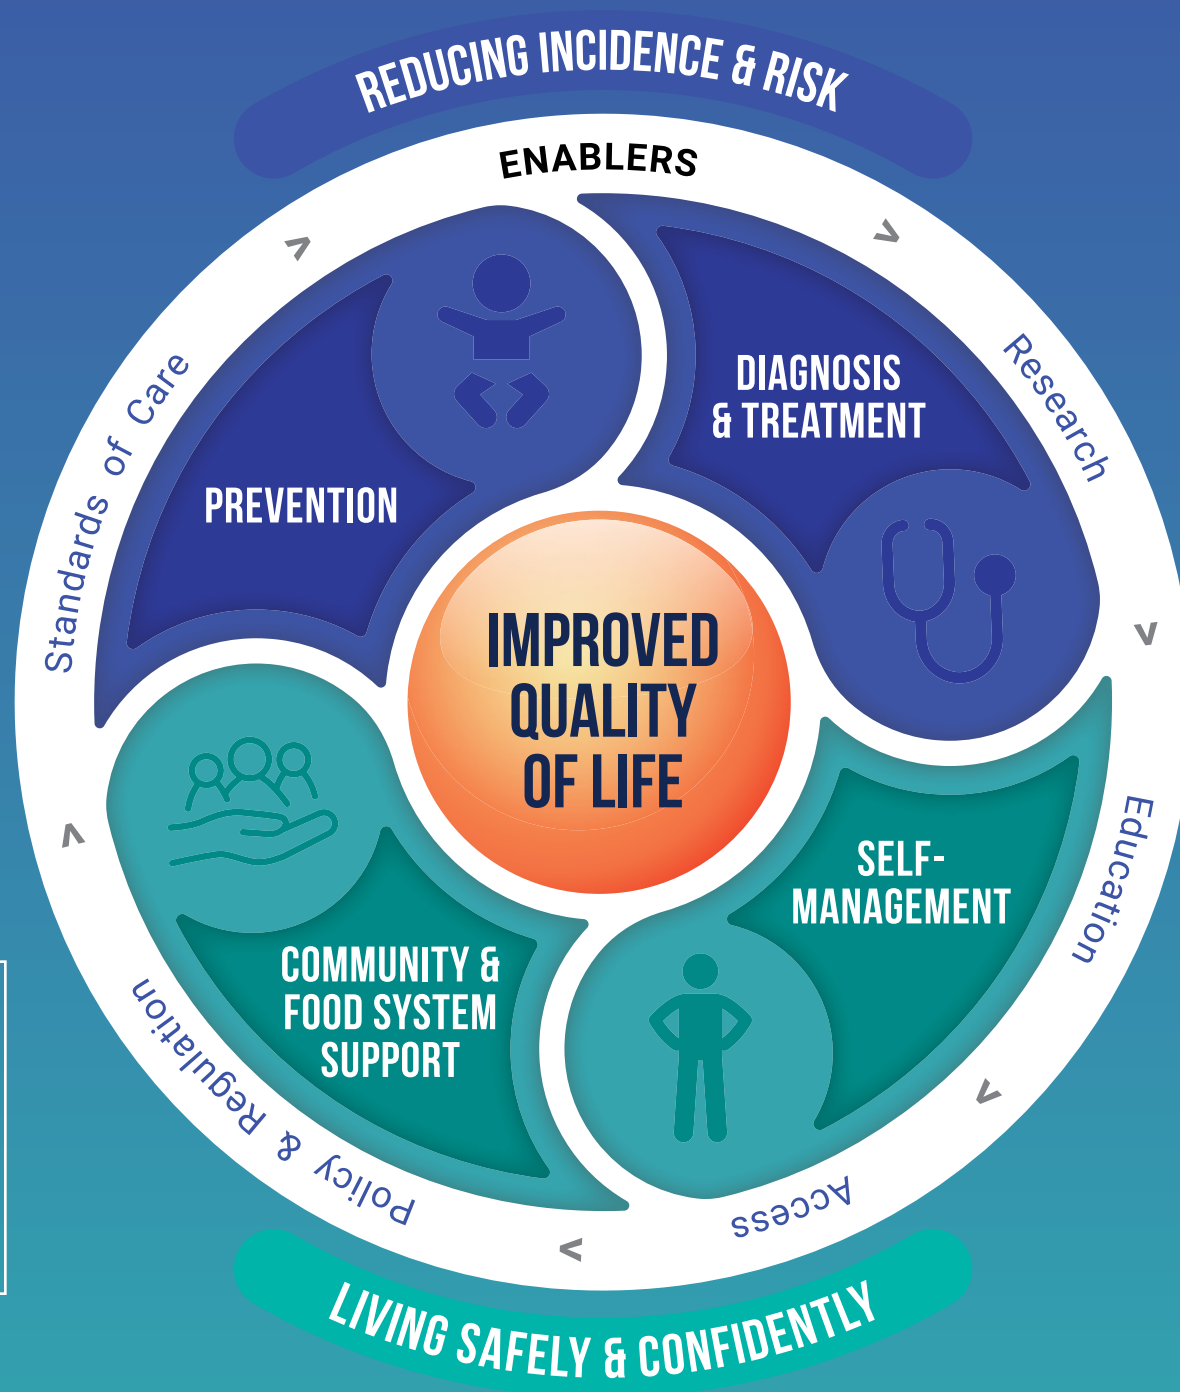 REDUCING INCIDENCE & RISK
ENABLERS
Research
Education
Access
Policy & Regulation
Standards of Care
PREVENTION
DIAGNOSIS
& TREATMENT
IMPROVED
QUALITY
OF LIFE
SELF-
MANAGEMENT
COMMUNITY &
FOOD SYSTEM
SUPPORT
LIVING SAFELY & CONFIDENTLY